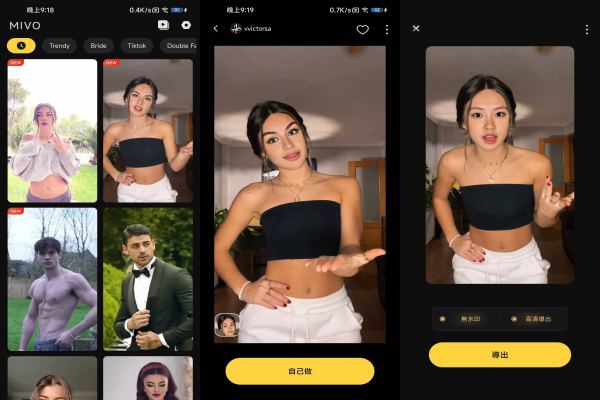 晚上9:18
0.4K/s
MIVO
Trendy
Bride
Tiktok
Double Fa
NEW
NEW
NEW
晚上9:19
0.7K/s
vvictorsa
自己做
無水印
高清導出
導出